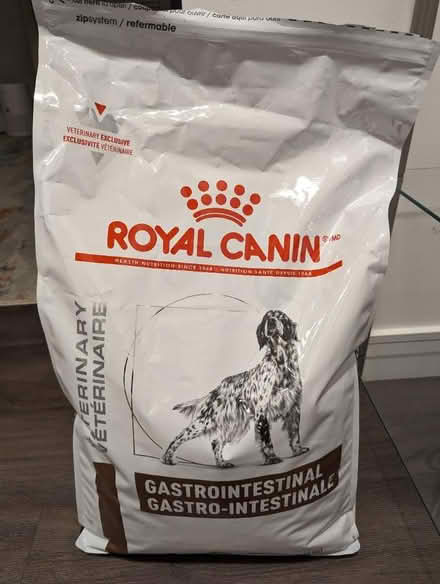 zipsystem / refermable
VETERINARY EXCLUSIVE
EXCLUSIVITÉ VÉTÉRINAIRE
ROYAL CANIN
HEALTH NUTRITION SINCE 1968 • NUTRITION SANTÉ DEPUIS 1968
VETERINARY
VÉTÉRINAIRE
GASTROINTESTINAL
GASTRO-INTESTINALE